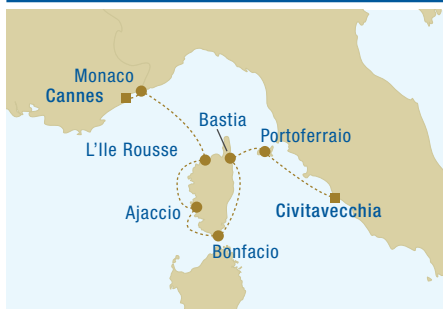 Monaco
Cannes
Bastia
Portoferraio
L'Ile Rousse
Ajaccio
Civitavecchia
Bonfacio